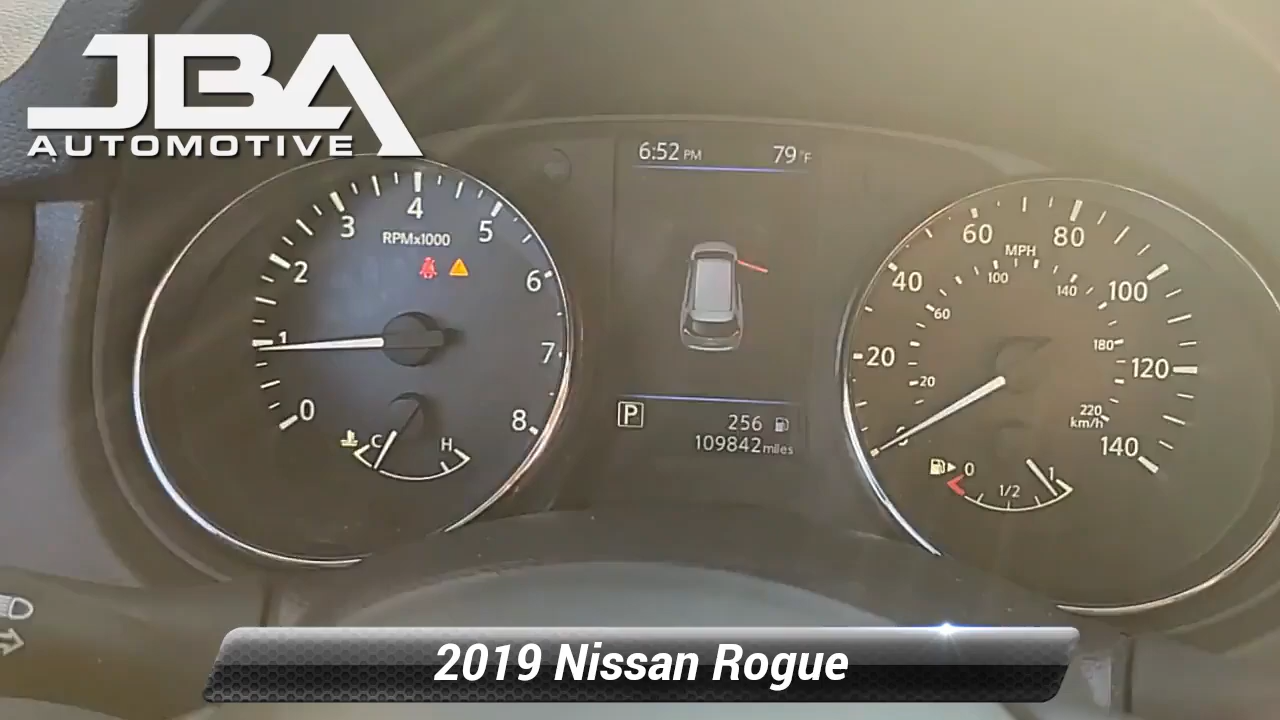 JBA
AUTOMOTIVE
6:52 PM 79°F
0 1 2 3 4 5 6 7 8
RPMx1000
C H
P
256
109842 miles
0 20 40 60 80 100 120 140
MPH
20 60 100 140 180 220
km/h
0 1/2 1
2019 Nissan Rogue